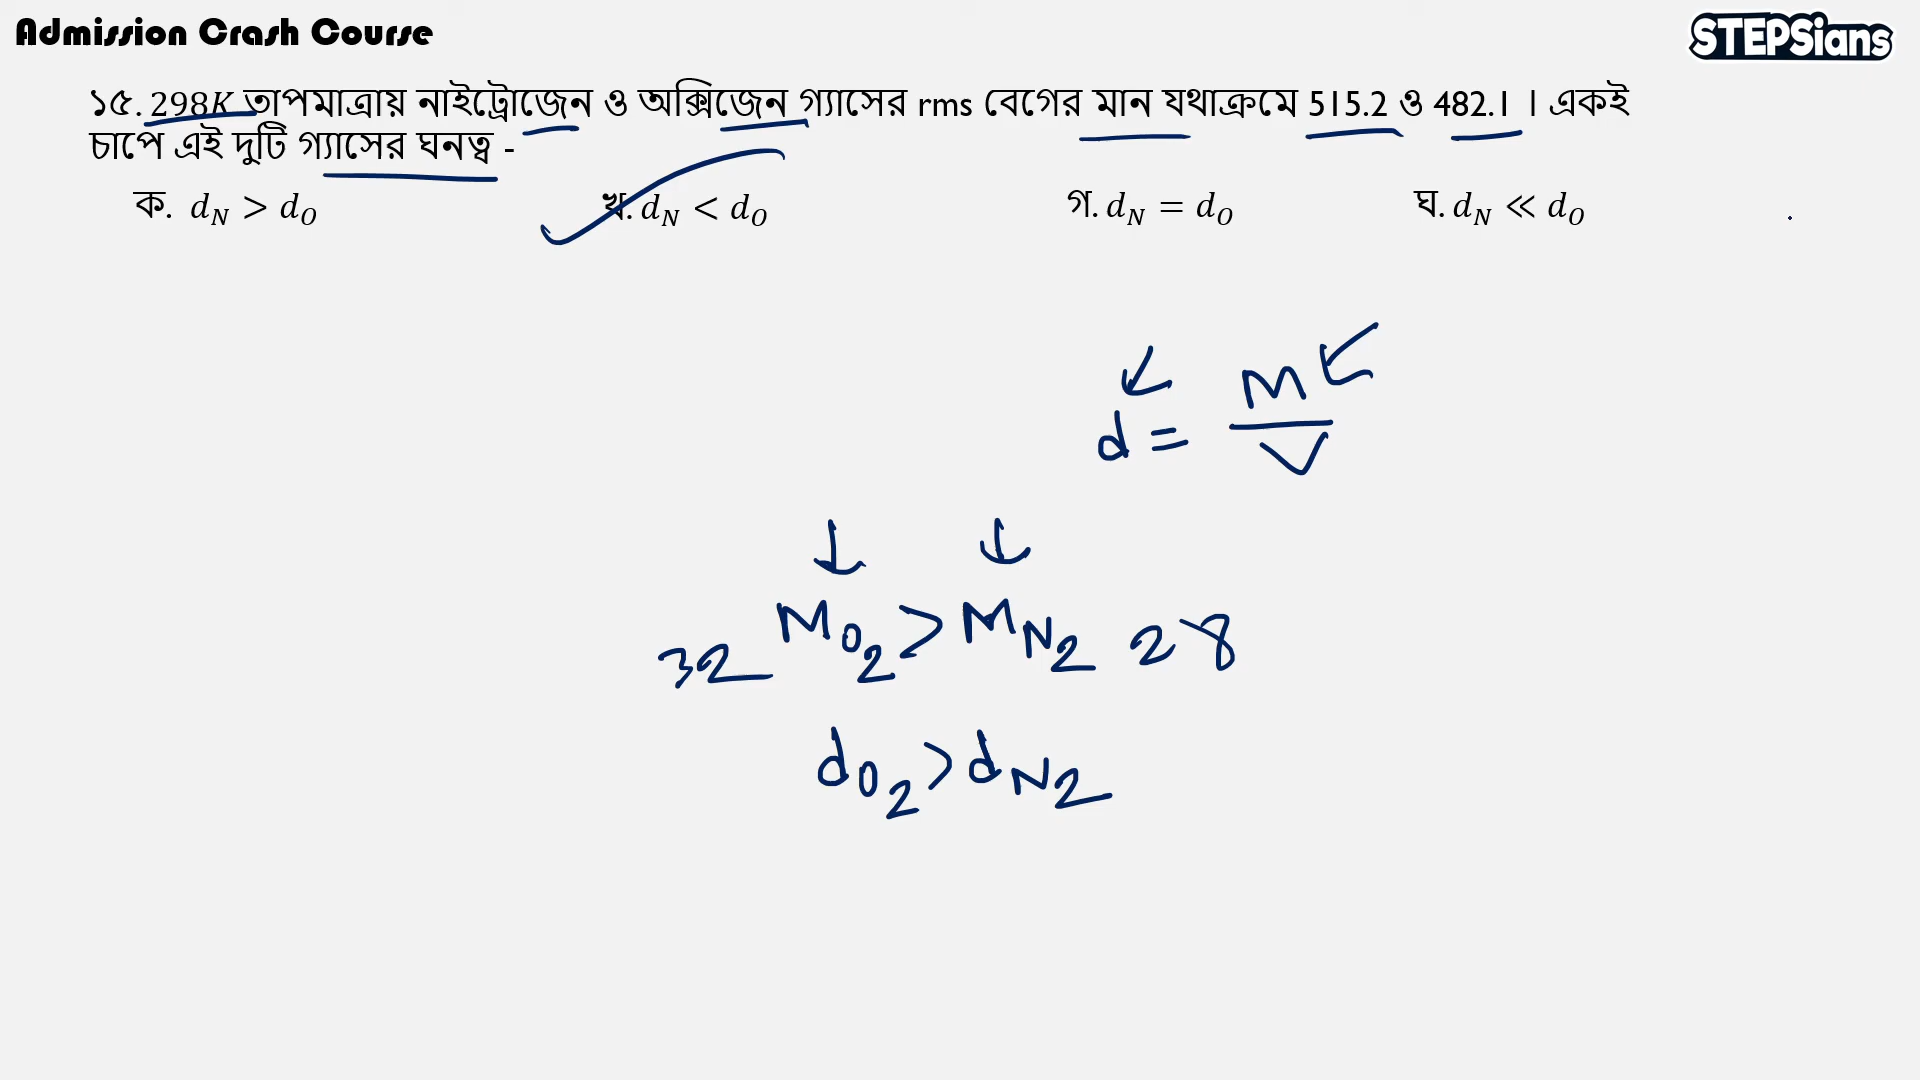 Admission Crash Course
STEPSians
১৫. 298K তাপমাত্রায় নাইট্রোজেন ও অক্সিজেন গ্যাসের rms বেগের মান যথাক্রমে 515.2 ও 482.1 । একই
চাপে এই দুটি গ্যাসের ঘনত্ব -
ক. d_N > d_O
খ. d_N < d_O
গ. d_N = d_O
ঘ. d_N ≪ d_O
d = M/V
32 M_O2 > M_N2 28
d_O2 > d_N2